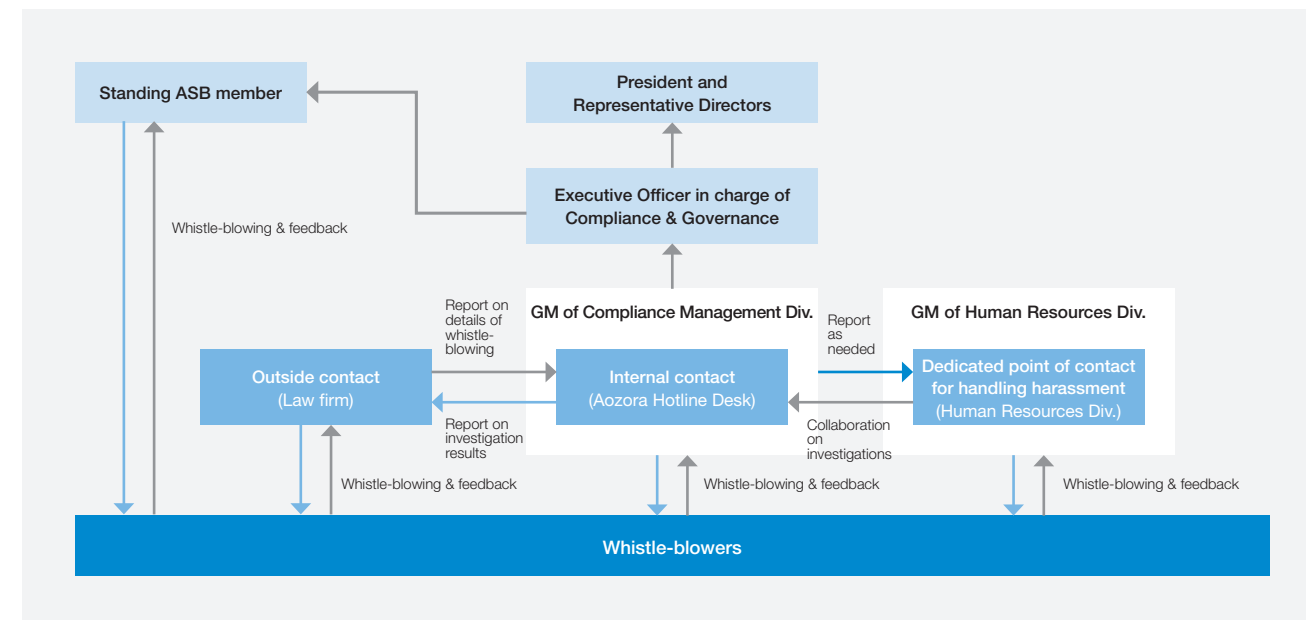 Standing ASB member
President and
Representative Directors
Executive Officer in charge of
Compliance & Governance
Whistle-blowing & feedback
Report on
details of
whistle-
blowing
GM of Compliance Management Div.
Report
as
needed
GM of Human Resources Div.
Outside contact
(Law firm)
Internal contact
(Aozora Hotline Desk)
Dedicated point of contact
for handling harassment
(Human Resources Div.)
Report on
investigation
results
Collaboration
on
investigations
Whistle-blowing & feedback
Whistle-blowing & feedback
Whistle-blowing & feedback
Whistle-blowers